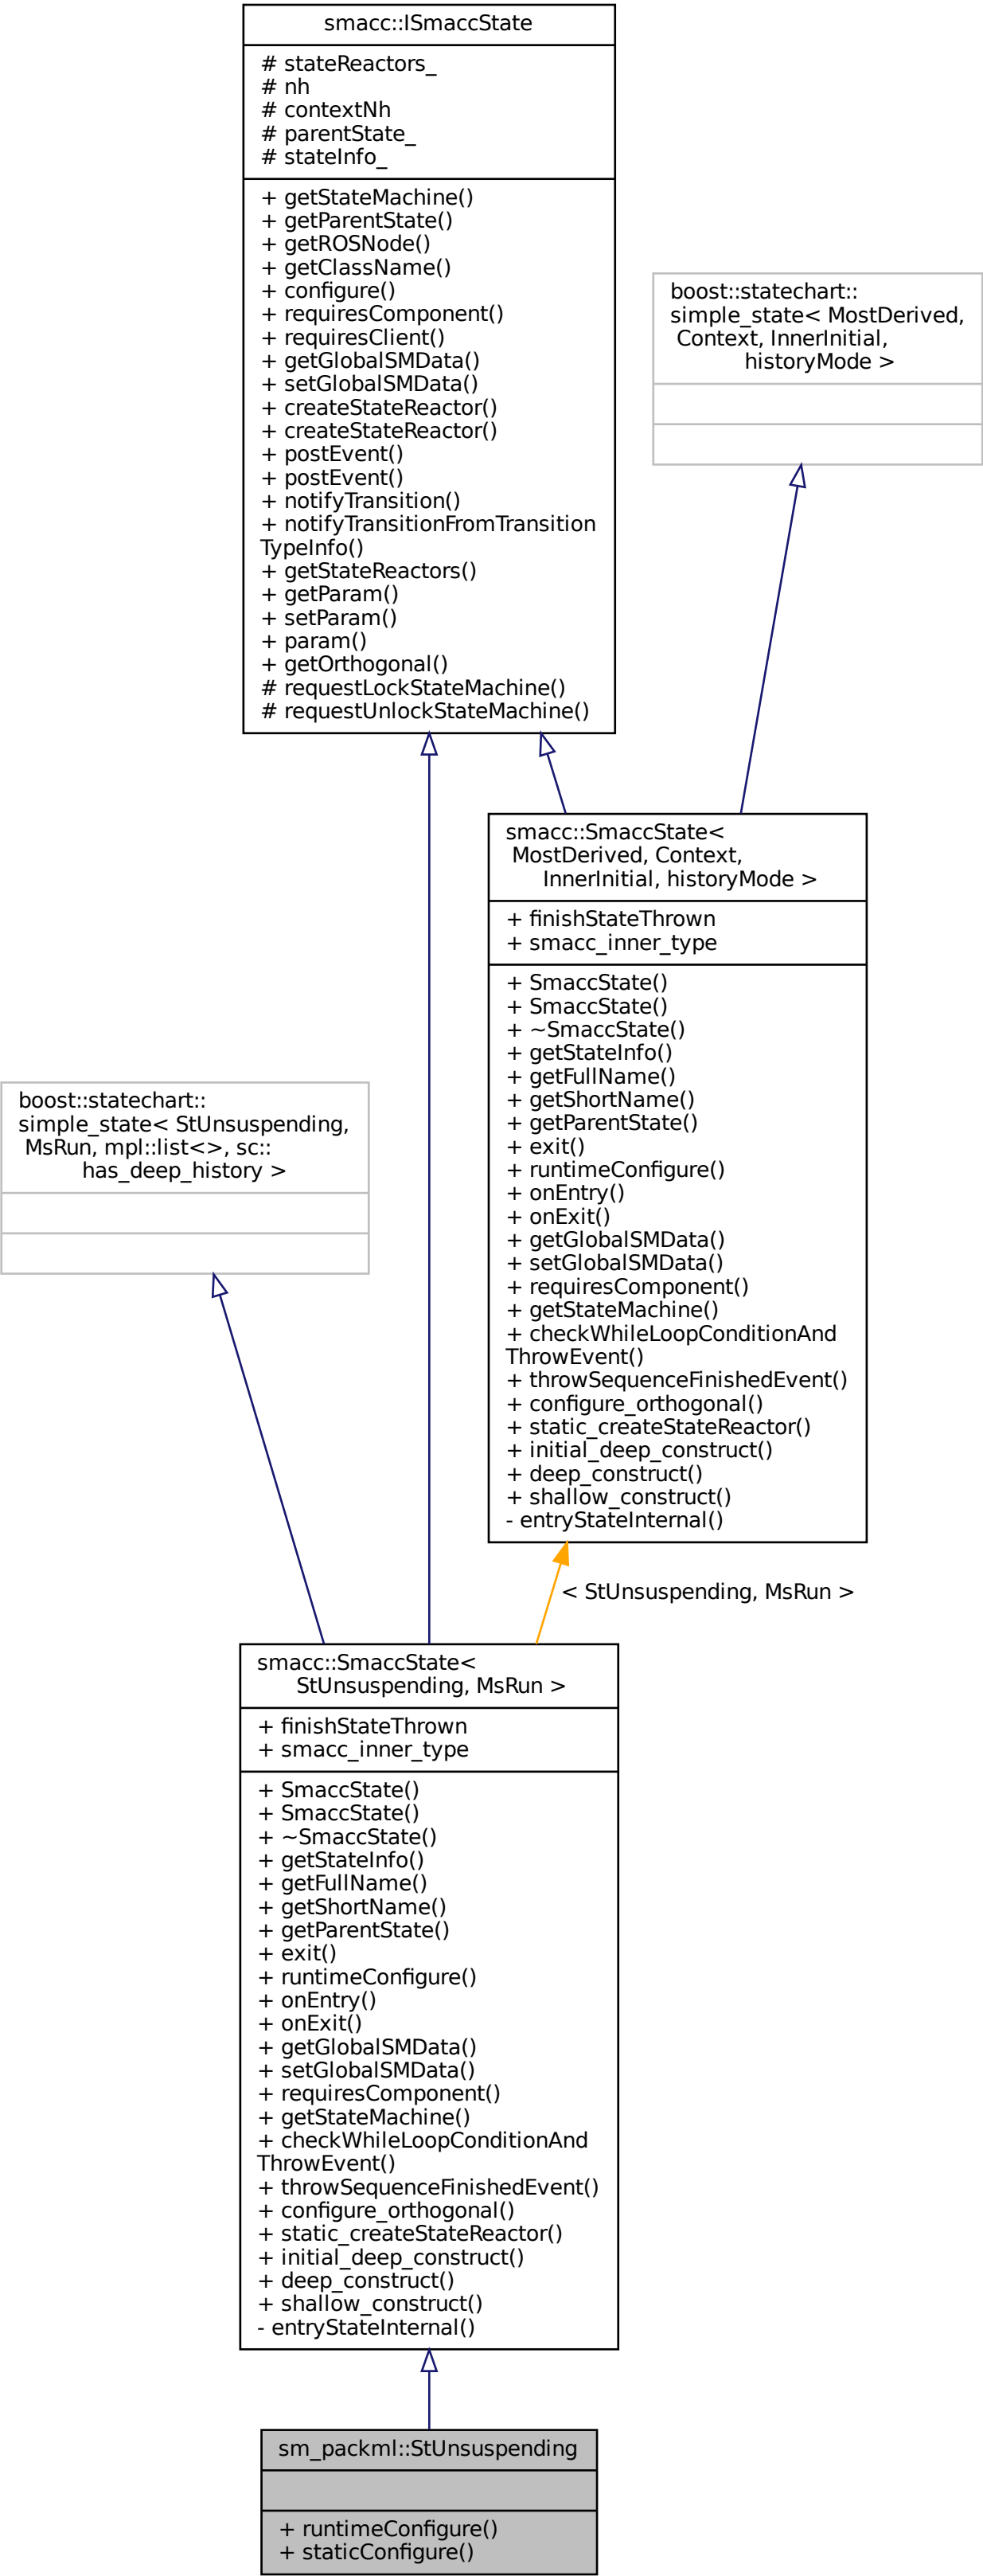 smacc::ISmaccState
# stateReactors_
# nh
# contextNh
# parentState_
# stateInfo_
+ getStateMachine()
+ getParentState()
+ getROSNode()
+ getClassName()
+ configure()
+ requiresComponent()
+ requiresClient()
+ getGlobalSMData()
+ setGlobalSMData()
+ createStateReactor()
+ createStateReactor()
+ postEvent()
+ postEvent()
+ notifyTransition()
+ notifyTransitionFromTransition
TypeInfo()
+ getStateReactors()
+ getParam()
+ setParam()
+ param()
+ getOrthogonal()
# requestLockStateMachine()
# requestUnlockStateMachine()
boost::statechart::
simple_state< MostDerived,
Context, InnerInitial,
historyMode >
smacc::SmaccState<
MostDerived, Context,
InnerInitial, historyMode >
+ finishStateThrown
+ smacc_inner_type
+ SmaccState()
+ SmaccState()
+ ~SmaccState()
+ getStateInfo()
+ getFullName()
+ getShortName()
+ getParentState()
+ exit()
+ runtimeConfigure()
+ onEntry()
+ onExit()
+ getGlobalSMData()
+ setGlobalSMData()
+ requiresComponent()
+ getStateMachine()
+ checkWhileLoopConditionAnd
ThrowEvent()
+ throwSequenceFinishedEvent()
+ configure_orthogonal()
+ static_createStateReactor()
+ initial_deep_construct()
+ deep_construct()
+ shallow_construct()
- entryStateInternal()
boost::statechart::
simple_state< StUnsuspending,
MsRun, mpl::list<>, sc::
has_deep_history >
< StUnsuspending, MsRun >
smacc::SmaccState<
StUnsuspending, MsRun >
+ finishStateThrown
+ smacc_inner_type
+ SmaccState()
+ SmaccState()
+ ~SmaccState()
+ getStateInfo()
+ getFullName()
+ getShortName()
+ getParentState()
+ exit()
+ runtimeConfigure()
+ onEntry()
+ onExit()
+ getGlobalSMData()
+ setGlobalSMData()
+ requiresComponent()
+ getStateMachine()
+ checkWhileLoopConditionAnd
ThrowEvent()
+ throwSequenceFinishedEvent()
+ configure_orthogonal()
+ static_createStateReactor()
+ initial_deep_construct()
+ deep_construct()
+ shallow_construct()
- entryStateInternal()
sm_packml::StUnsuspending
+ runtimeConfigure()
+ staticConfigure()